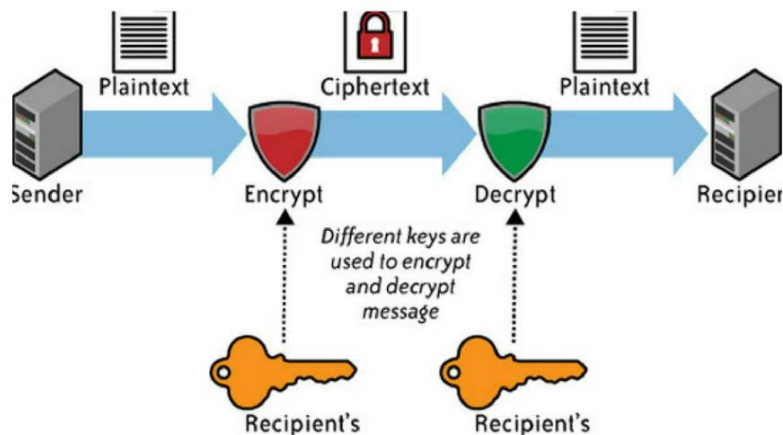 Plaintext
Ciphertext
Plaintext
Sender
Encrypt
Decrypt
Recipien
Different keys are
used to encrypt
and decrypt
message
Recipient's
Recipient's